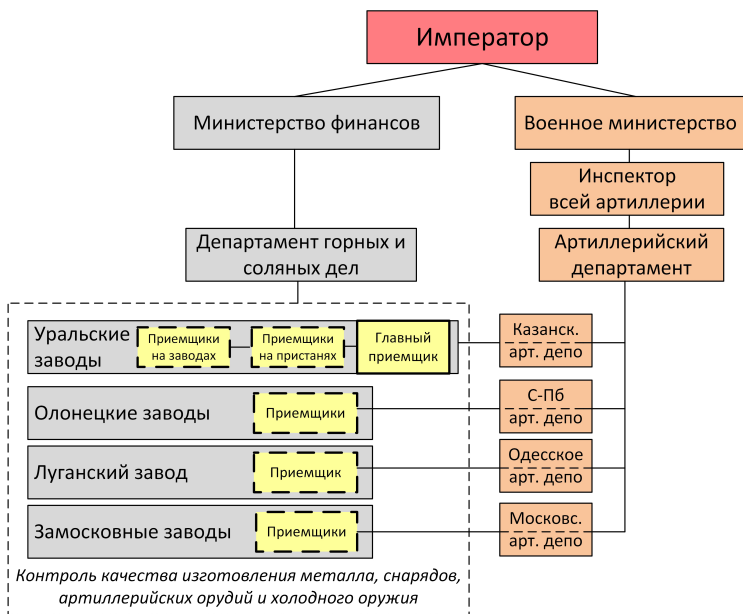 Император
Министерство финансов
Военное министерство
Инспектор
всей артиллерии
Департамент горных и
соляных дел
Артиллерийский
департамент
Уральские
заводы
Приемщики
на заводах
Приемщики
на пристанях
Главный
приемщик
Казанск.
арт. депо
Олонецкие заводы
Приемщики
С-Пб
арт. депо
Луганский завод
Приемщик
Одесское
арт. депо
Замосковные заводы
Приемщики
Московс.
арт. депо
Контроль качества изготовления металла, снарядов,
артиллерийских орудий и холодного оружия